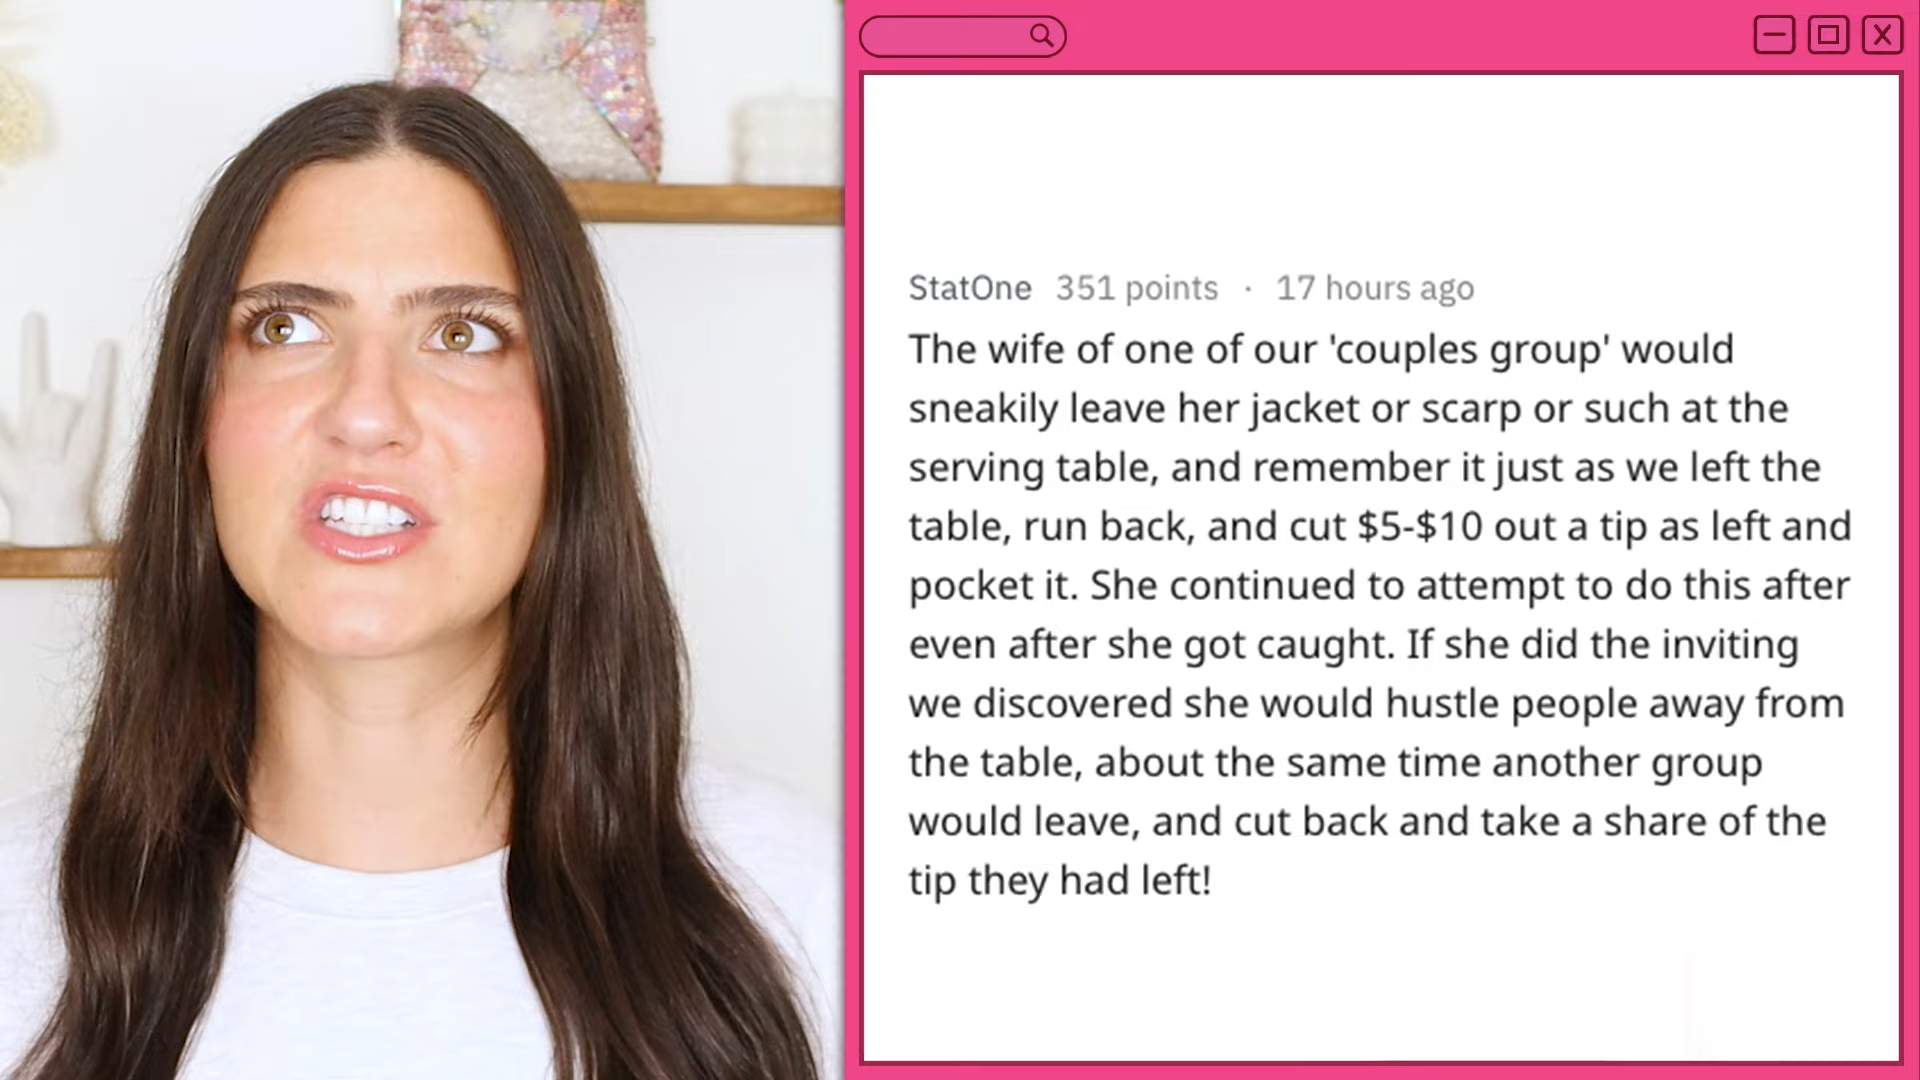 StatOne 351 points · 17 hours ago
The wife of one of our 'couples group' would
sneakily leave her jacket or scarp or such at the
serving table, and remember it just as we left the
table, run back, and cut $5-$10 out a tip as left and
pocket it. She continued to attempt to do this after
even after she got caught. If she did the inviting
we discovered she would hustle people away from
the table, about the same time another group
would leave, and cut back and take a share of the
tip they had left!